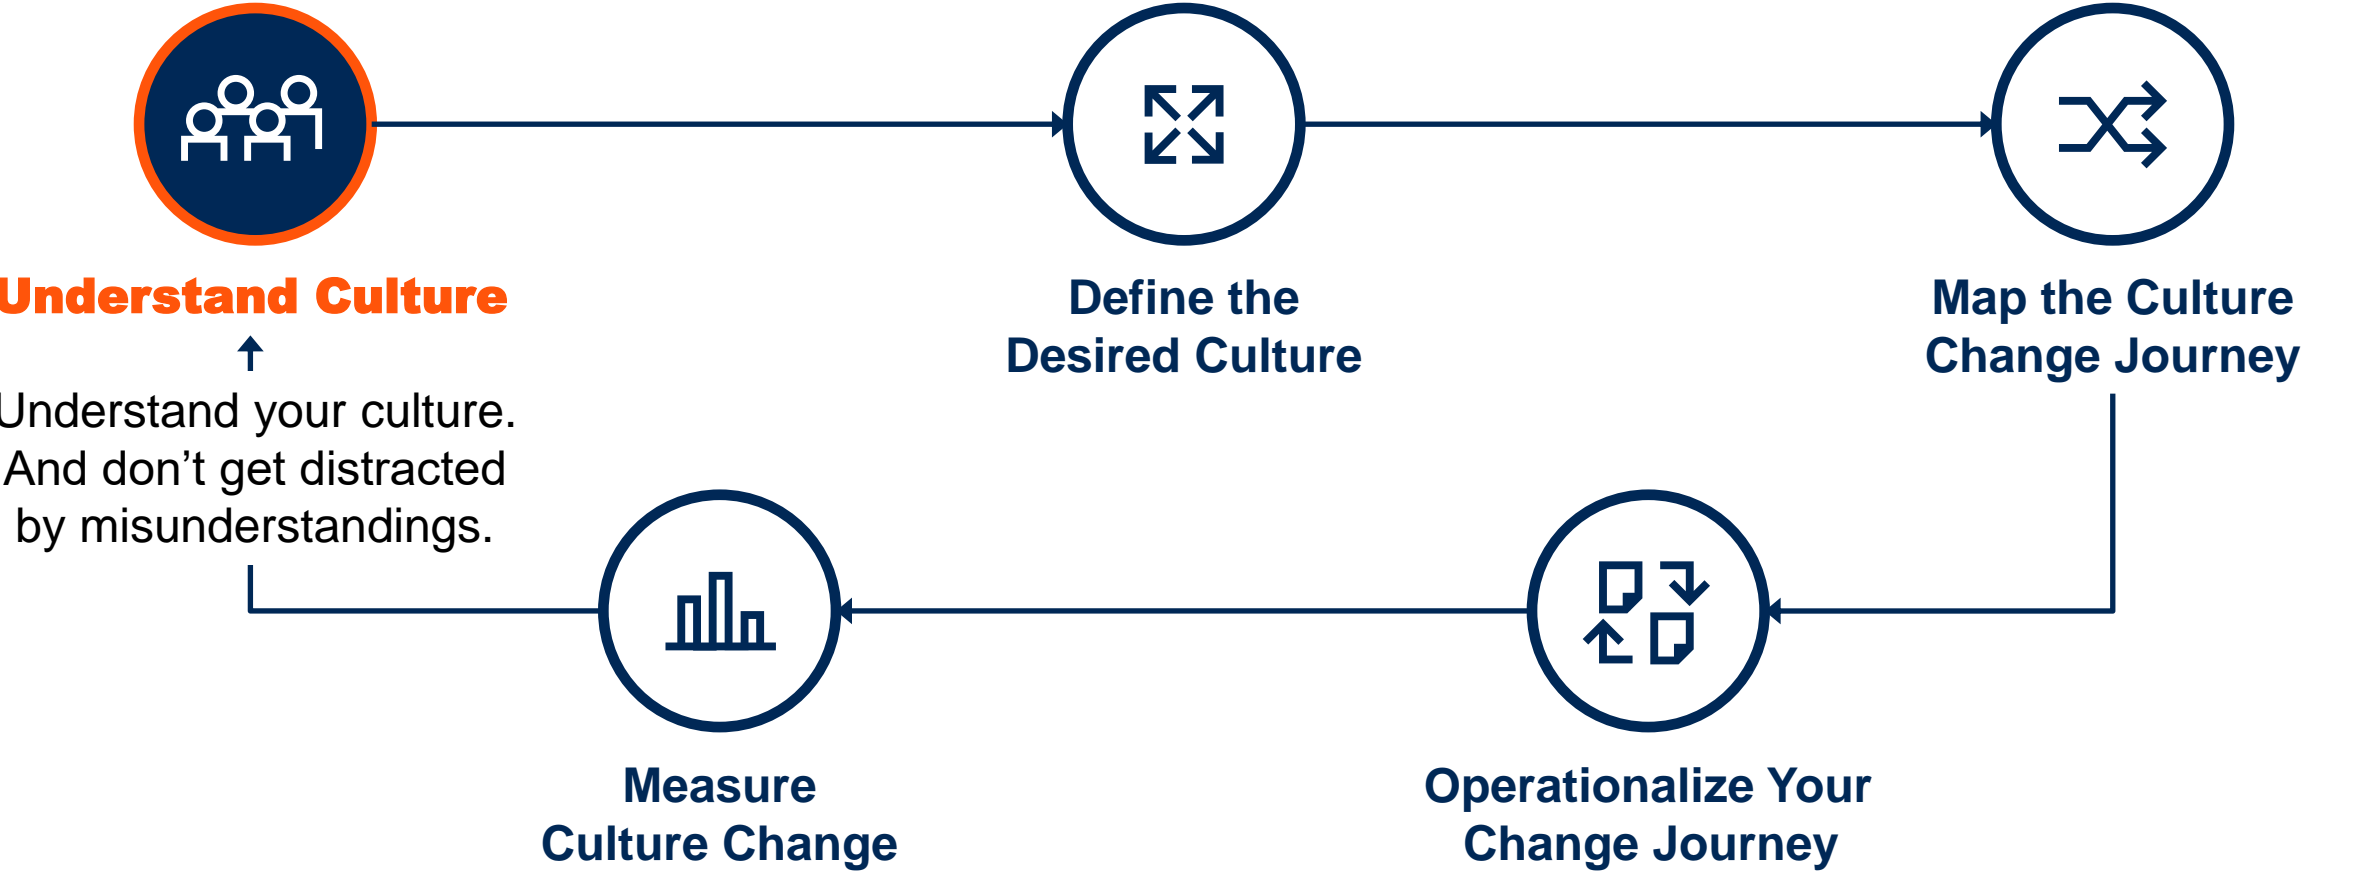 Understand Culture
Understand your culture.
And don’t get distracted
by misunderstandings.
Define the
Desired Culture
Map the Culture
Change Journey
Measure
Culture Change
Operationalize Your
Change Journey